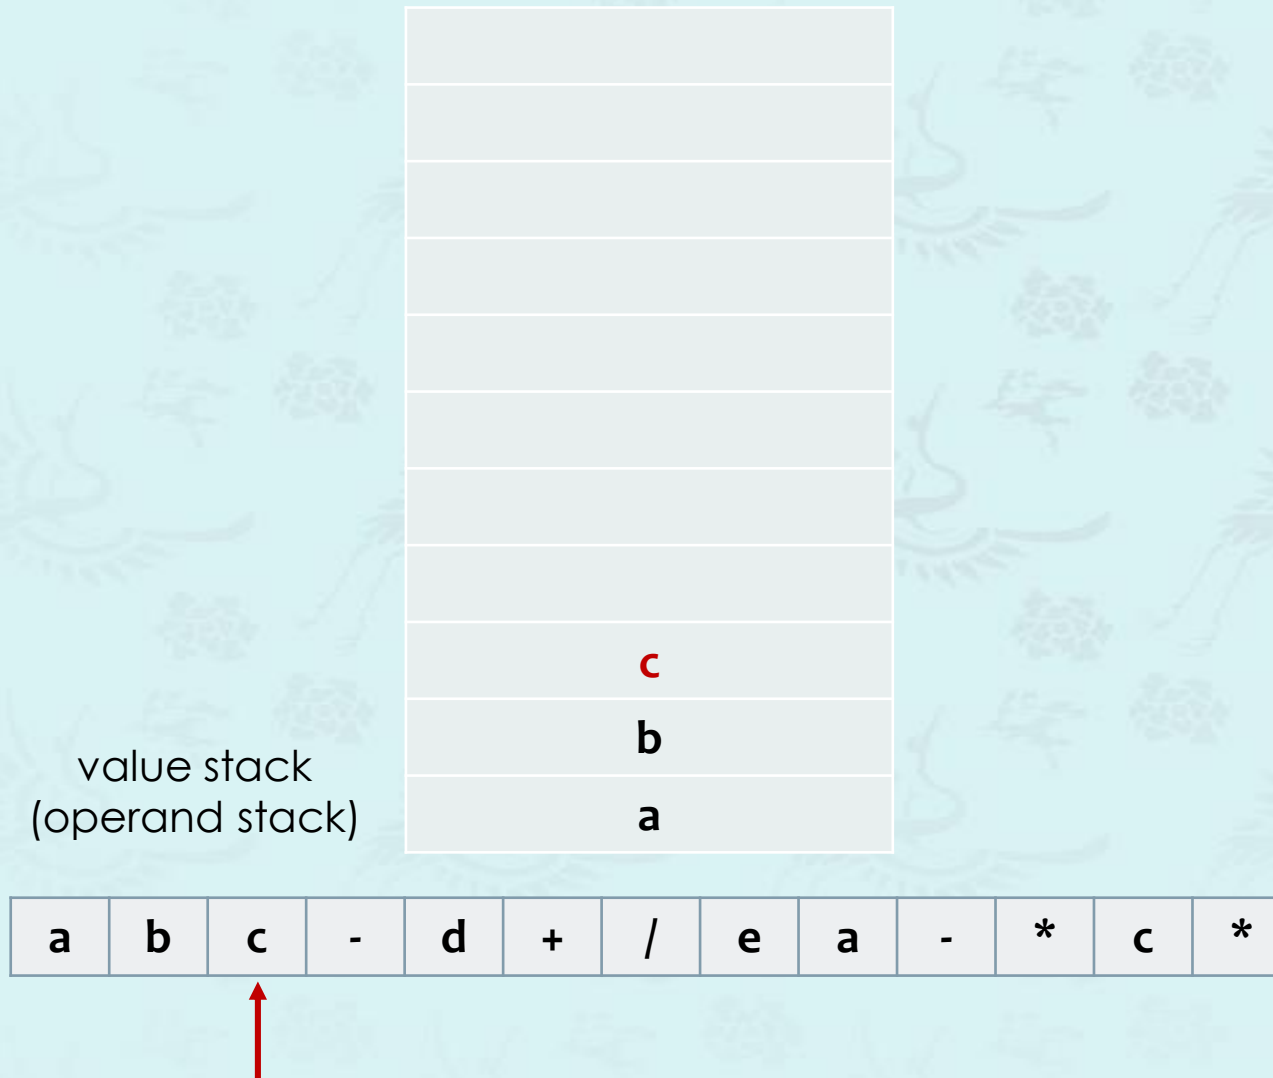 c
b
a
value stack
(operand stack)
a b c - d + / e a - * c *